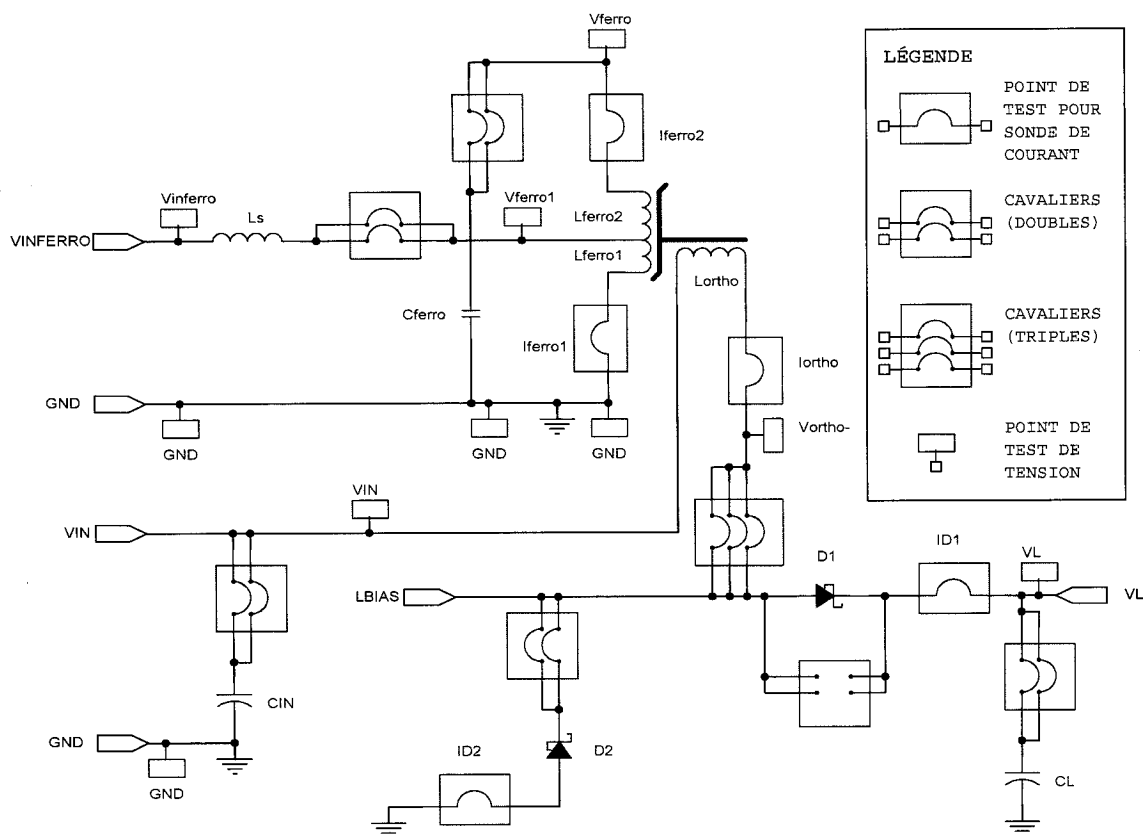 Vferro
LÉGENDE
POINT DE
TEST POUR
SONDE DE
COURANT
Iferro2
Vinferro
Ls
Vferro1
Lferro2
CAVALIERS
(DOUBLES)
VINFERRO
Lferro1
Lortho
Cferro
CAVALIERS
(TRIPLES)
Iferro1
Iortho
GND
GND
GND
GND
Vortho-
POINT DE
TEST DE
TENSION
VIN
VIN
D1
ID1
VL
LBIAS
VL
CIN
GND
GND
ID2
D2
CL